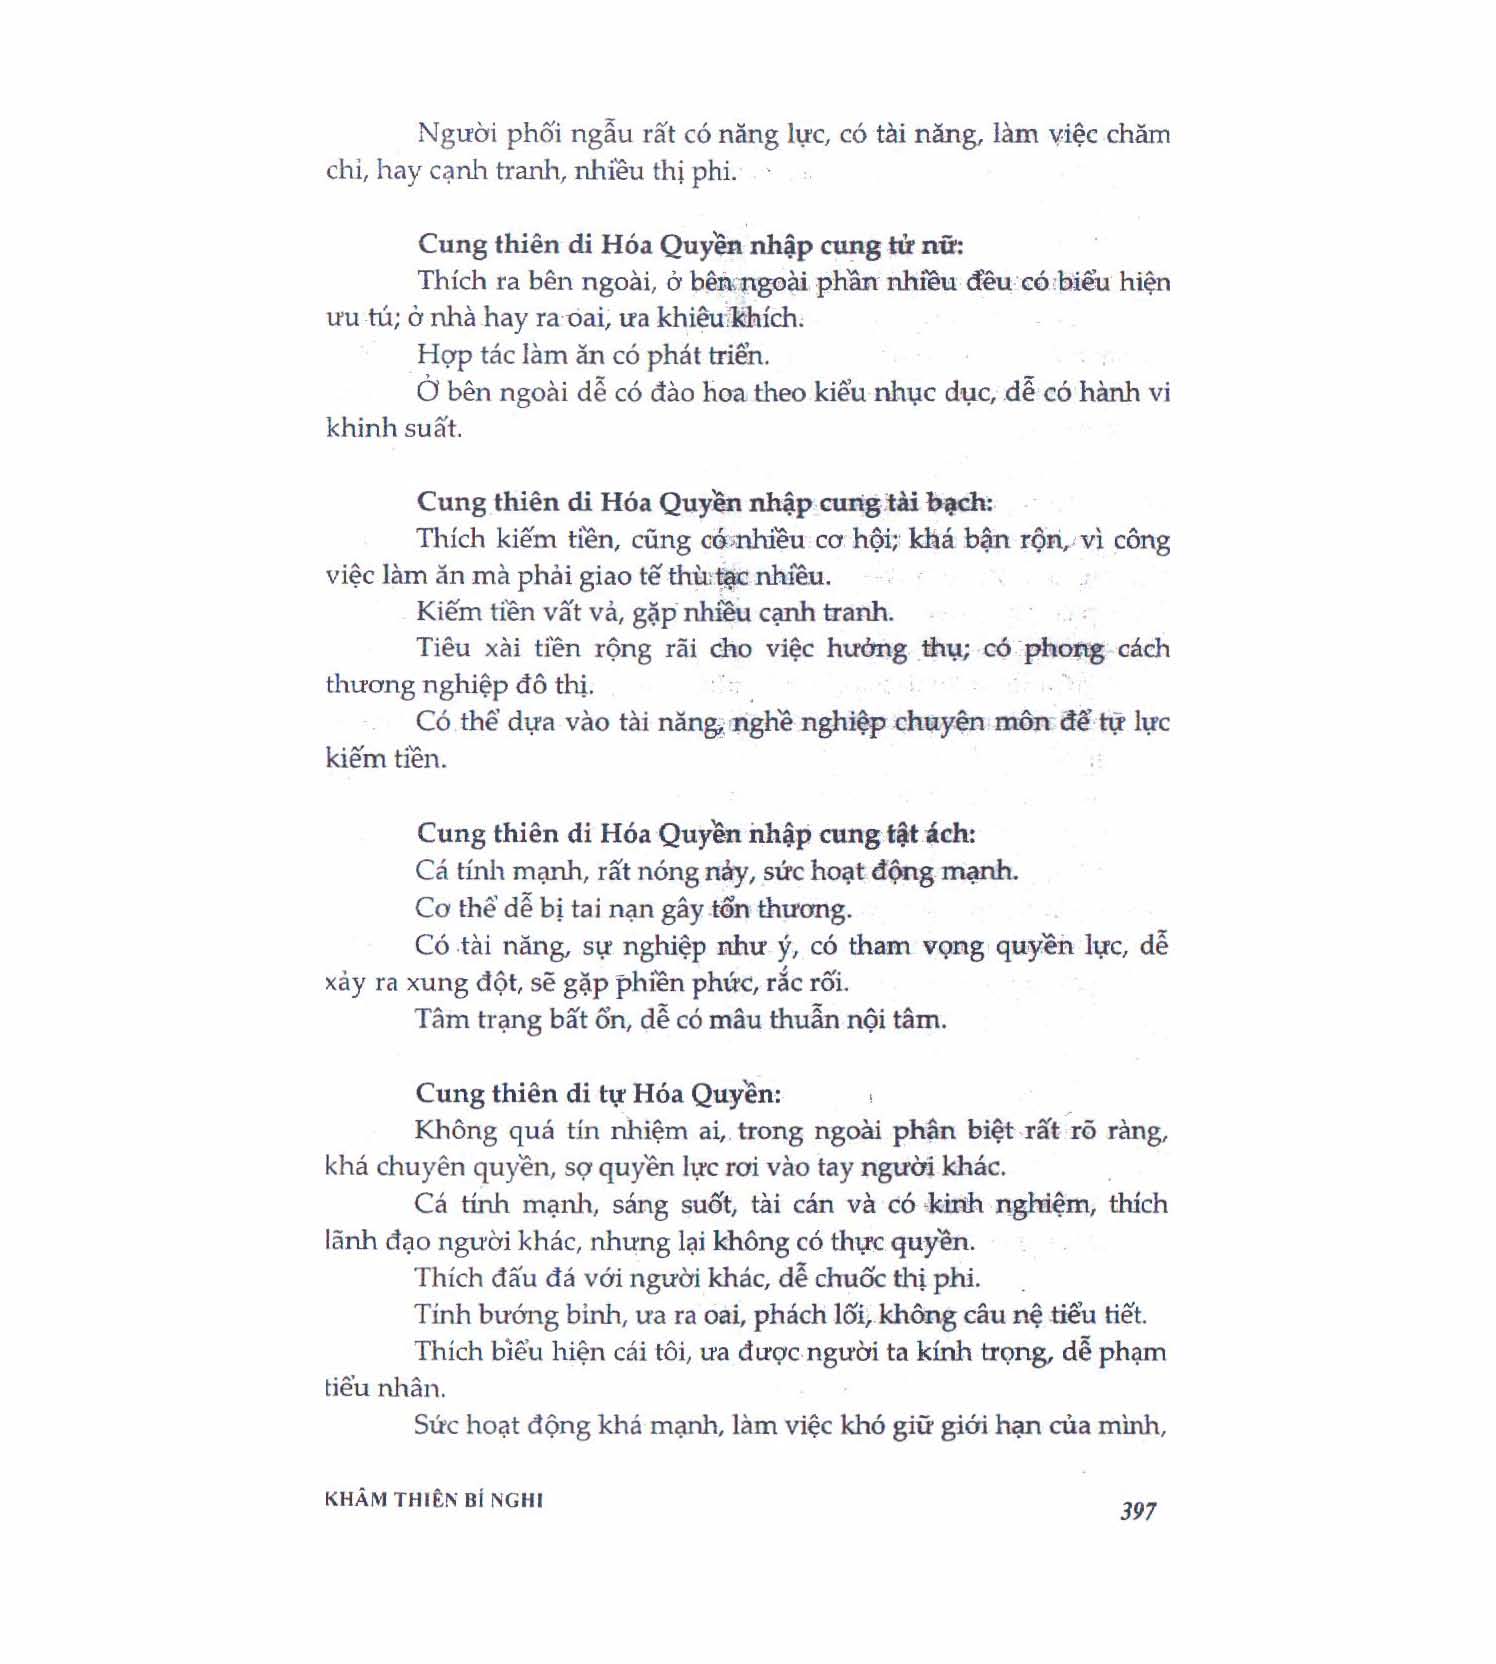 Người phối ngẫu rất có năng lực, có tài năng, làm việc chăm
chỉ, hay cạnh tranh, nhiều thị phi.
Cung thiên di Hóa Quyền nhập cung tử nữ:
Thích ra bên ngoài, ở bên ngoài phần nhiều đều có biểu hiện
ưu tú; ở nhà hay ra oai, ưa khiêu khích.
Hợp tác làm ăn có phát triển.
Ở bên ngoài dễ có đào hoa theo kiểu nhục dục, dễ có hành vi
khinh suất.
Cung thiên di Hóa Quyền nhập cung tài bạch:
Thích kiếm tiền, cũng có nhiều cơ hội; khá bận rộn, vì công
việc làm ăn mà phải giao tế thù tạc nhiều.
Kiếm tiền vất vả, gặp nhiều cạnh tranh.
Tiêu xài tiền rộng rãi cho việc hưởng thụ; có phong cách
thương nghiệp đô thị.
Có thể dựa vào tài năng, nghề nghiệp chuyên môn để tự lực
kiếm tiền.
Cung thiên di Hóa Quyền nhập cung tật ách:
Cá tính mạnh, rất nóng nảy, sức hoạt động mạnh.
Cơ thể dễ bị tai nạn gây tổn thương.
Có tài năng, sự nghiệp như ý, có tham vọng quyền lực, dễ
xảy ra xung đột, sẽ gặp phiền phức, rắc rối.
Tâm trạng bất ổn, dễ có mâu thuẫn nội tâm.
Cung thiên di tự Hóa Quyền:
Không quá tín nhiệm ai, trong ngoài phân biệt rất rõ ràng,
khá chuyên quyền, sợ quyền lực rơi vào tay người khác.
Cá tính mạnh, sáng suốt, tài cán và có kinh nghiệm, thích
lãnh đạo người khác, nhưng lại không có thực quyền.
Thích đấu đá với người khác, dễ chuốc thị phi.
Tính bướng bỉnh, ưa ra oai, phách lối, không câu nệ tiểu tiết.
Thích biểu hiện cái tôi, ưa được người ta kính trọng, dễ phạm
tiểu nhân.
Sức hoạt động khá mạnh, làm việc khó giữ giới hạn của mình,
KHÂM THIÊN BÍ NGHI
397